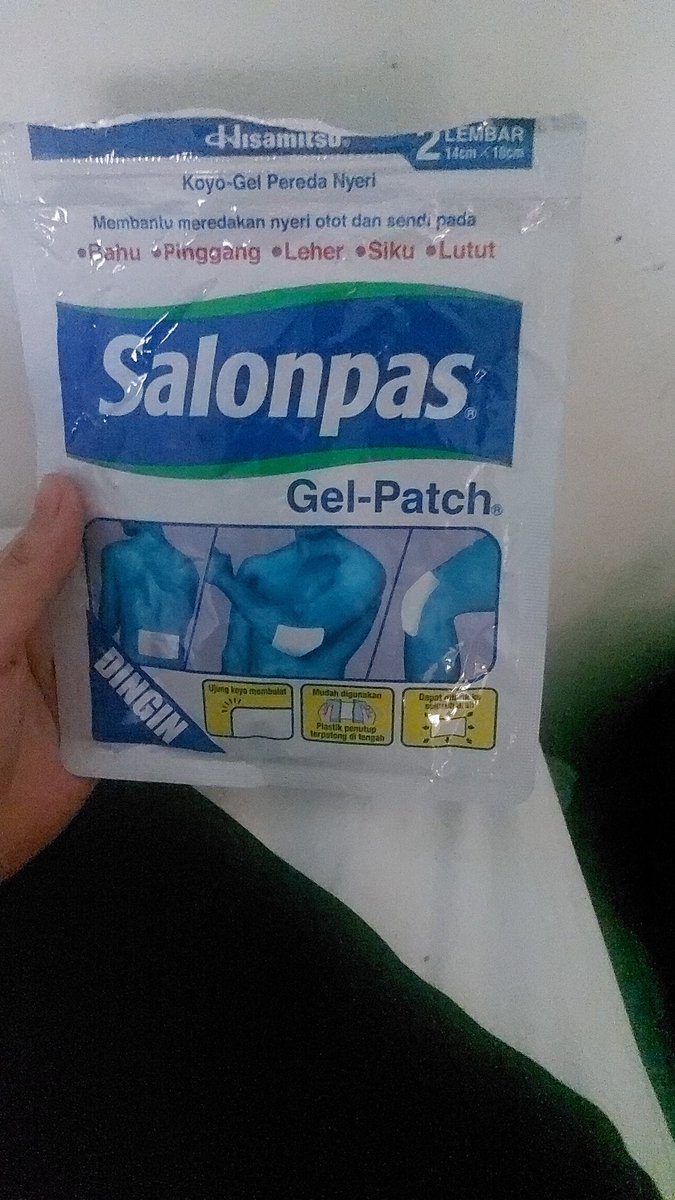 Hisamitsu®
2 LEMBAR
14cm x
Koyo-Gel Pereda Nyeri
Membantu meredakan nyeri otot dan sendi pada
•Bahu •Pinggang •Leher •Siku •Lutut
Salonpas®
Gel-Patch®
DINGIN
Ujung koyo membulat
Mudah digunakan
Plastik penutup
terpotong di tengah
Dapat